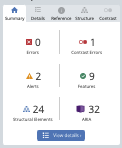 Summary Details Reference Structure Contrast
0 1
Errors Contrast Errors
2 9
Alerts Features
24 32
Structural Elements ARIA
View details ›